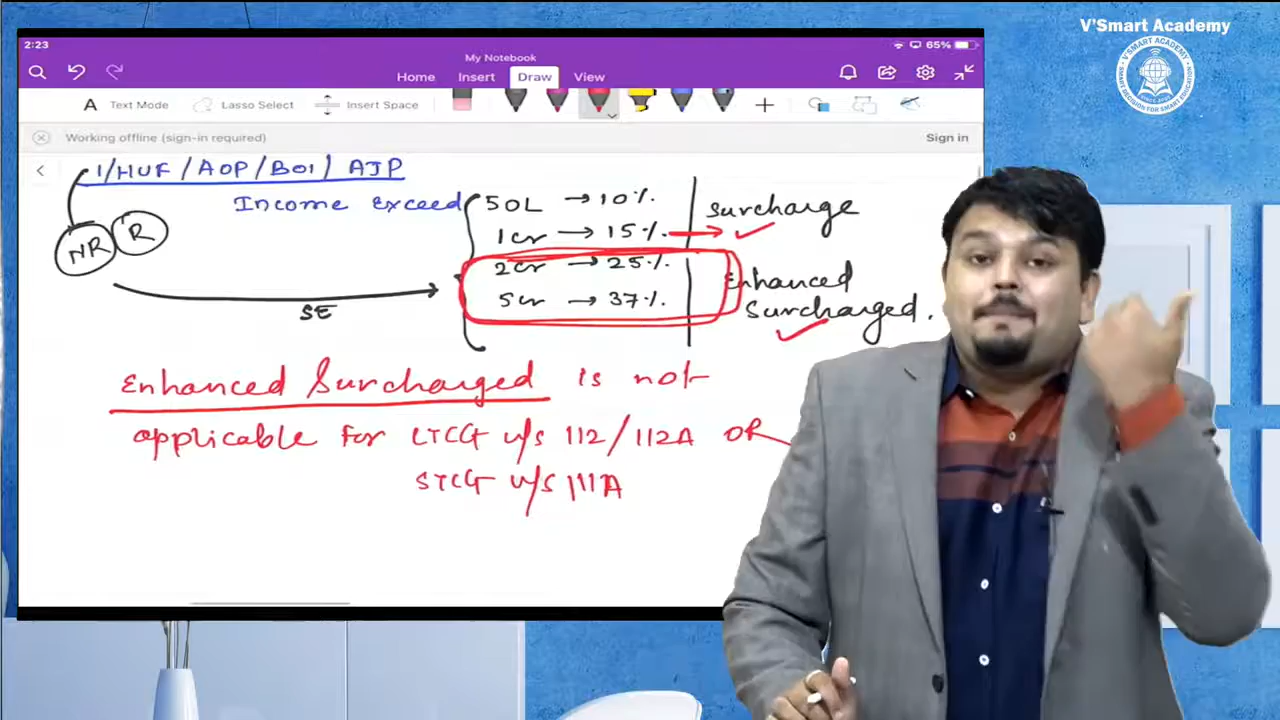 V'Smart Academy
2:23
65%
My Notebook
Home Insert Draw View
A Text Mode Lasso Select Insert Space
Working offline (sign-in required) Sign in
I/HUF/AOP/BOI/AJP
Income Exceed
50L → 10%.
1cr → 15%. → Surcharge
NR R
2cr → 25%.
5cr → 37%.
Enhanced
Surcharged.
SE
Enhanced Surcharged is not
applicable for LTCG u/s 112/112A OR
STCG u/s 111A